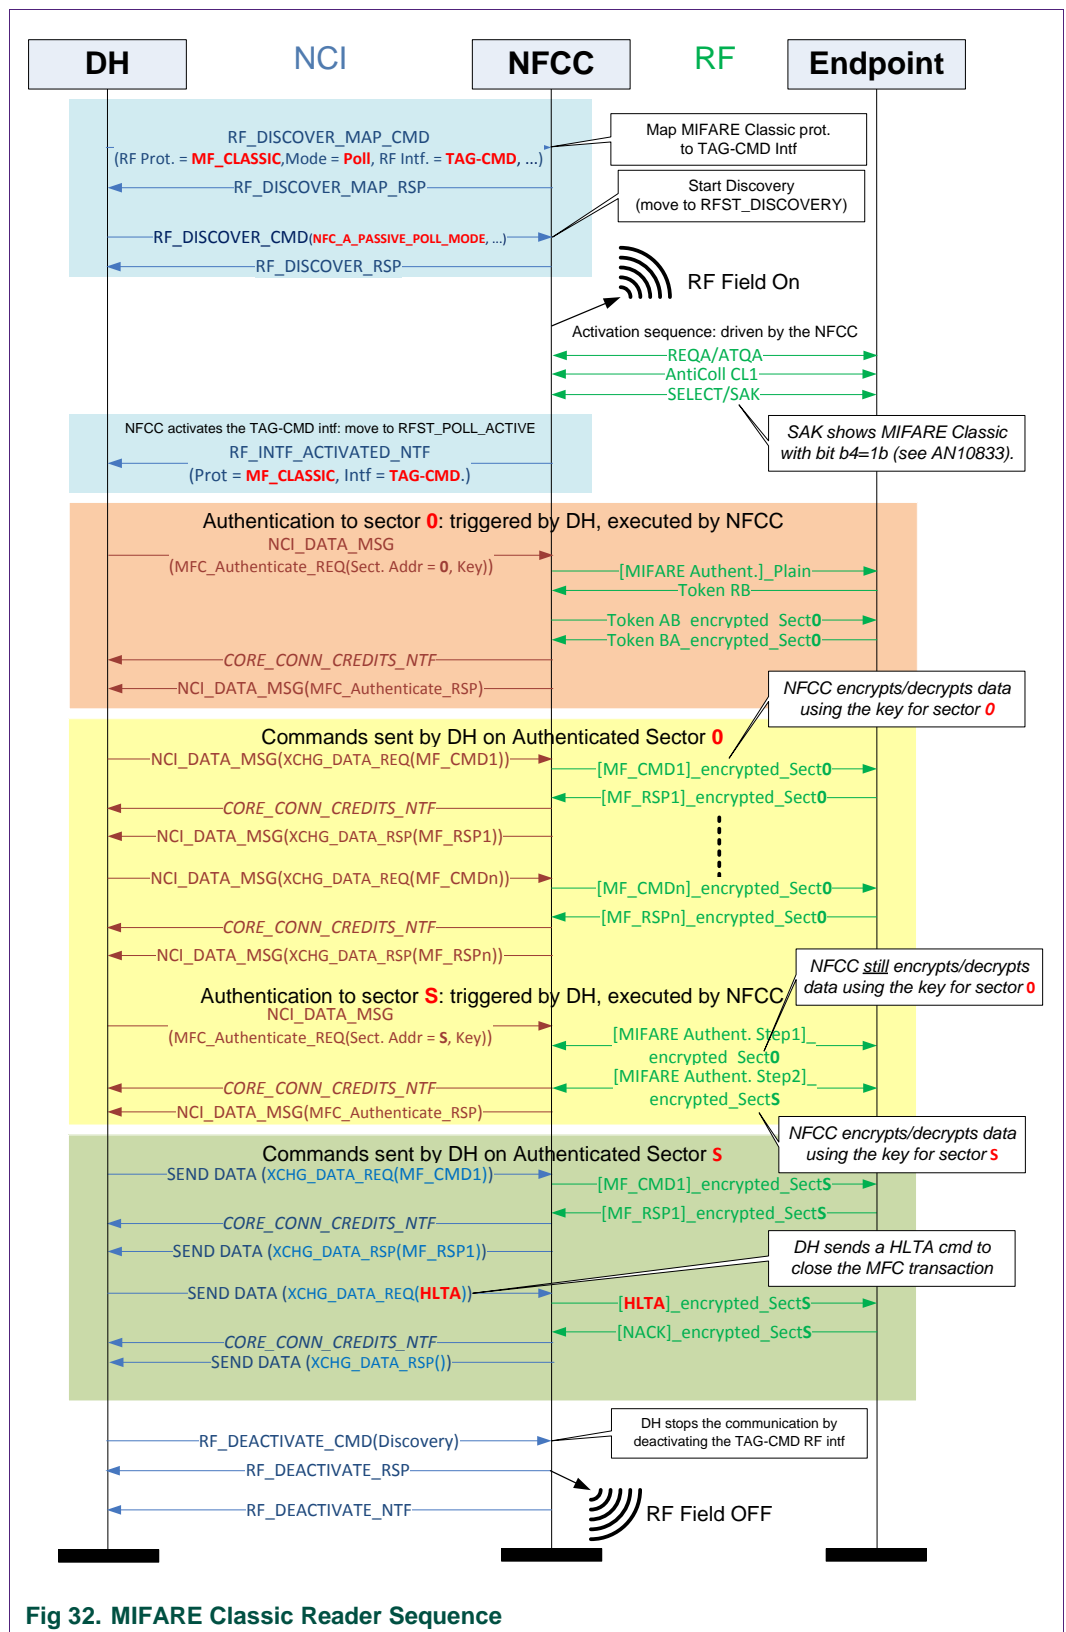 DH
NCI
NFCC
RF
Endpoint
RF_DISCOVER_MAP_CMD
(RF Prot. = MF_CLASSIC,Mode = Poll, RF Intf. = TAG-CMD, ...)
Map MIFARE Classic prot.
to TAG-CMD Intf
RF_DISCOVER_MAP_RSP
Start Discovery
(move to RFST_DISCOVERY)
RF_DISCOVER_CMD(NFC_A_PASSIVE_POLL_MODE, ...)
RF_DISCOVER_RSP
RF Field On
Activation sequence: driven by the NFCC
REQA/ATQA
AntiColl CL1
SELECT/SAK
SAK shows MIFARE Classic
with bit b4=1b (see AN10833).
NFCC activates the TAG-CMD intf: move to RFST_POLL_ACTIVE
RF_INTF_ACTIVATED_NTF
(Prot = MF_CLASSIC, Intf = TAG-CMD.)
Authentication to sector 0: triggered by DH, executed by NFCC
NCI_DATA_MSG
(MFC_Authenticate_REQ(Sect. Addr = 0, Key))
[MIFARE Authent.]_Plain
Token RB
Token AB_encrypted_Sect0
Token BA_encrypted_Sect0
CORE_CONN_CREDITS_NTF
NCI_DATA_MSG(MFC_Authenticate_RSP)
NFCC encrypts/decrypts data
using the key for sector 0
Commands sent by DH on Authenticated Sector 0
NCI_DATA_MSG(XCHG_DATA_REQ(MF_CMD1))
[MF_CMD1]_encrypted_Sect0
[MF_RSP1]_encrypted_Sect0
CORE_CONN_CREDITS_NTF
NCI_DATA_MSG(XCHG_DATA_RSP(MF_RSP1))
NCI_DATA_MSG(XCHG_DATA_REQ(MF_CMDn))
[MF_CMDn]_encrypted_Sect0
[MF_RSPn]_encrypted_Sect0
CORE_CONN_CREDITS_NTF
NCI_DATA_MSG(XCHG_DATA_RSP(MF_RSPn))
NFCC still encrypts/decrypts
data using the key for sector 0
Authentication to sector S: triggered by DH, executed by NFCC
NCI_DATA_MSG
(MFC_Authenticate_REQ(Sect. Addr = S, Key))
[MIFARE Authent. Step1]_
encrypted_Sect0
[MIFARE Authent. Step2]_
encrypted_SectS
CORE_CONN_CREDITS_NTF
NCI_DATA_MSG(MFC_Authenticate_RSP)
NFCC encrypts/decrypts data
using the key for sector S
Commands sent by DH on Authenticated Sector S
SEND DATA (XCHG_DATA_REQ(MF_CMD1))
[MF_CMD1]_encrypted_SectS
[MF_RSP1]_encrypted_SectS
CORE_CONN_CREDITS_NTF
SEND DATA (XCHG_DATA_RSP(MF_RSP1))
DH sends a HLTA cmd to
close the MFC transaction
SEND DATA (XCHG_DATA_REQ(HLTA))
[HLTA]_encrypted_SectS
[NACK]_encrypted_SectS
CORE_CONN_CREDITS_NTF
SEND DATA (XCHG_DATA_RSP())
RF_DEACTIVATE_CMD(Discovery)
DH stops the communication by
deactivating the TAG-CMD RF intf
RF_DEACTIVATE_RSP
RF_DEACTIVATE_NTF
RF Field OFF
Fig 32. MIFARE Classic Reader Sequence